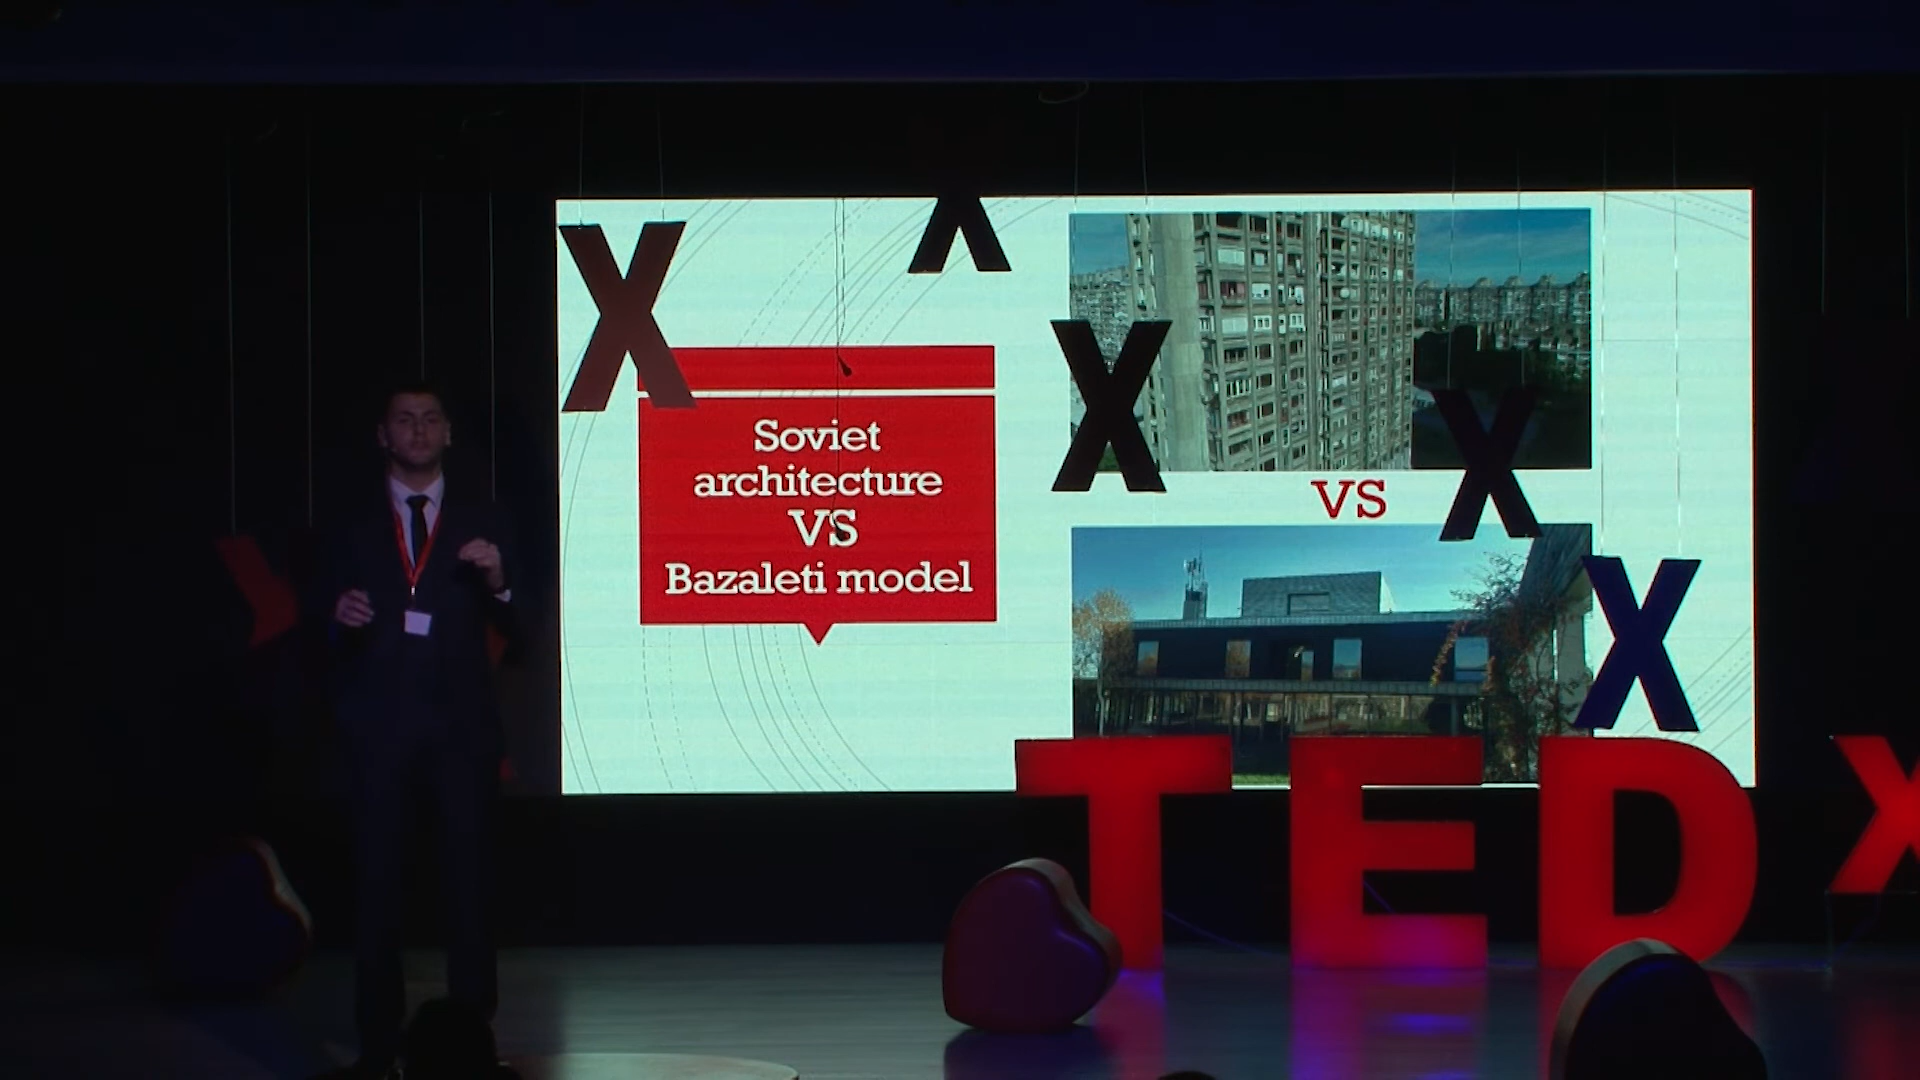 Soviet
architecture
VS
Bazaleti model
VS
TEDx
X
X
X
X
X